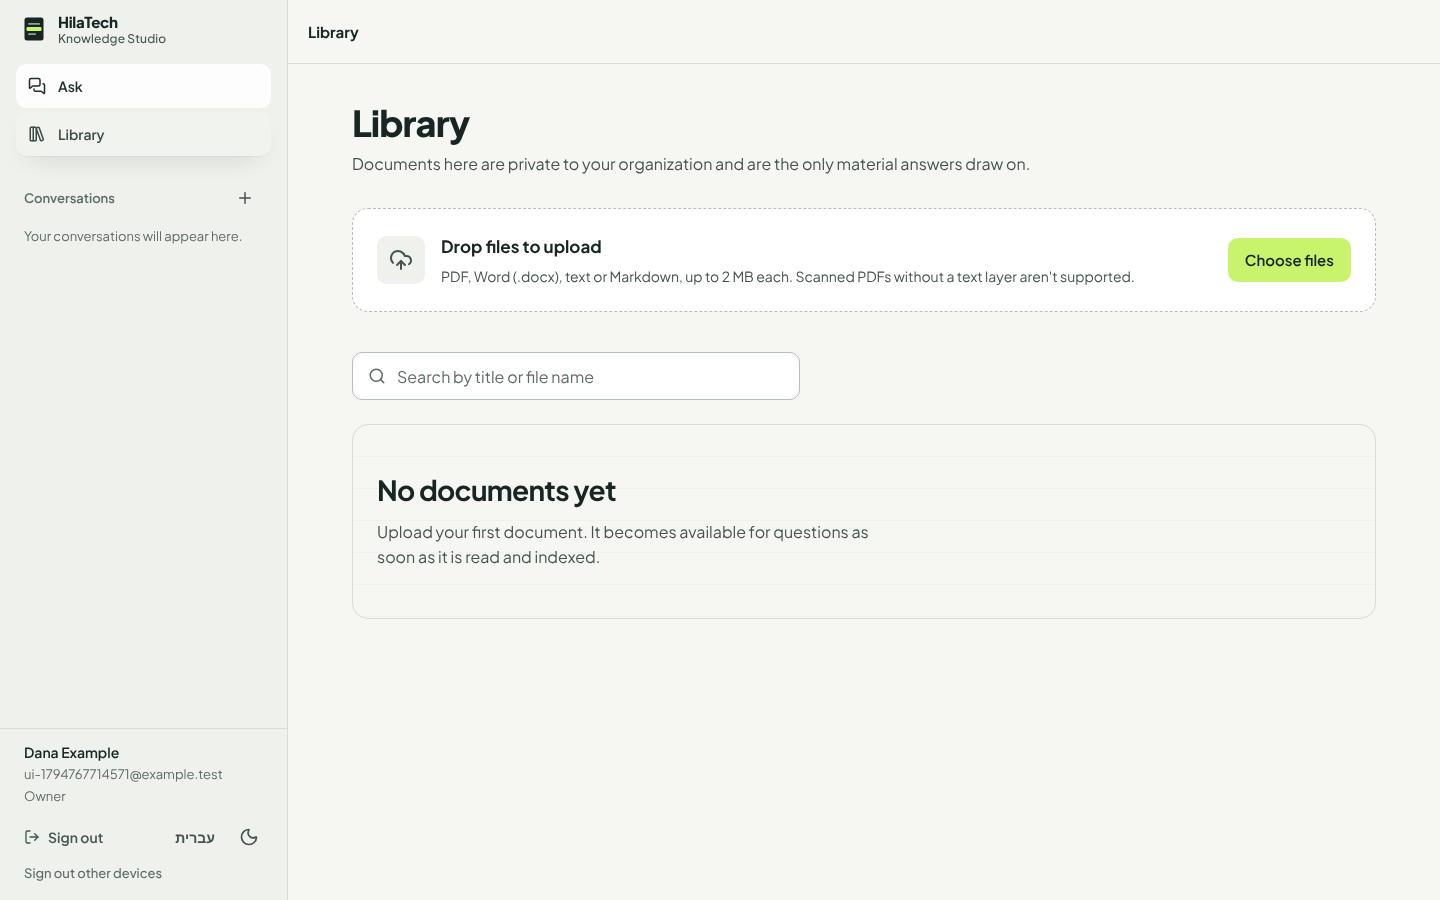 HilaTech
Knowledge Studio
Ask
Library
Conversations
Your conversations will appear here.
Dana Example
ui-1794767714571@example.test
Owner
Sign out
עברית
Sign out other devices
Library
Library
Documents here are private to your organization and are the only material answers draw on.
Drop files to upload
PDF, Word (.docx), text or Markdown, up to 2 MB each. Scanned PDFs without a text layer aren't supported.
Choose files
Search by title or file name
No documents yet
Upload your first document. It becomes available for questions as
soon as it is read and indexed.